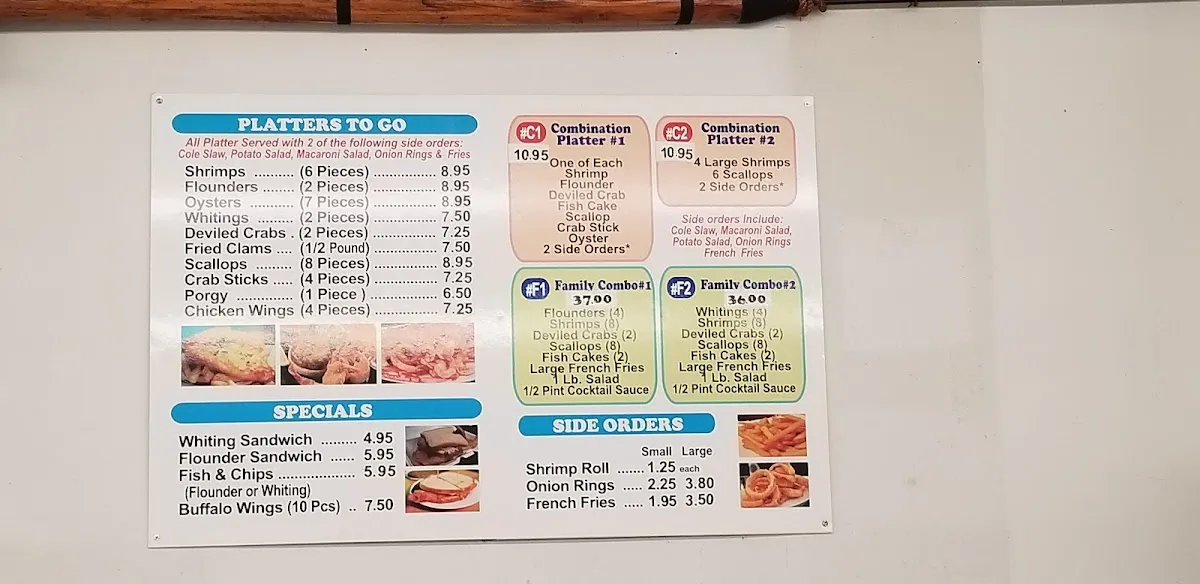 PLATTERS TO GO
All Platter Served with 2 of the following side orders:
Cole Slaw, Potato Salad, Macaroni Salad, Onion Rings & Fries
Shrimps .......... (6 Pieces) ................ 8.95
Flounders ....... (2 Pieces) ................ 8.95
Oysters .......... (7 Pieces) ................ 8.95
Whitings ......... (2 Pieces) ................ 7.50
Deviled Crabs . (2 Pieces) ................ 7.25
Fried Clams .... (1/2 Pound) ................ 7.50
Scallops ......... (8 Pieces) ................ 8.95
Crab Sticks ..... (4 Pieces) ................ 7.25
Porgy .............. (1 Piece ) ................ 6.50
Chicken Wings (4 Pieces) ................ 7.25
SPECIALS
Whiting Sandwich ......... 4.95
Flounder Sandwich ...... 5.95
Fish & Chips ................... 5.95
(Flounder or Whiting)
Buffalo Wings (10 Pcs) .. 7.50
#C1 Combination
Platter #1
10.95
One of Each
Shrimp
Flounder
Deviled Crab
Fish Cake
Scallop
Crab Stick
Oyster
2 Side Orders*
#C2 Combination
Platter #2
10.95
4 Large Shrimps
6 Scallops
2 Side Orders*
Side orders Include:
Cole Slaw, Macaroni Salad,
Potato Salad, Onion Rings
French Fries
#F1 Family Combo#1
37.00
Flounders (4)
Shrimps (8)
Deviled Crabs (2)
Scallops (8)
Fish Cakes (2)
Large French Fries
1 Lb. Salad
1/2 Pint Cocktail Sauce
#F2 Family Combo#2
36.00
Whitings (4)
Shrimps (8)
Deviled Crabs (2)
Scallops (8)
Fish Cakes (2)
Large French Fries
1 Lb. Salad
1/2 Pint Cocktail Sauce
SIDE ORDERS
Small Large
Shrimp Roll ....... 1.25 each
Onion Rings ..... 2.25 3.80
French Fries ..... 1.95 3.50